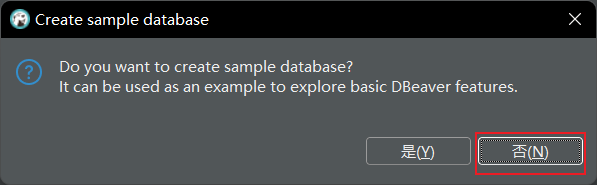 Create sample database
Do you want to create sample database?
It can be used as an example to explore basic DBeaver features.
是(Y)
否(N)